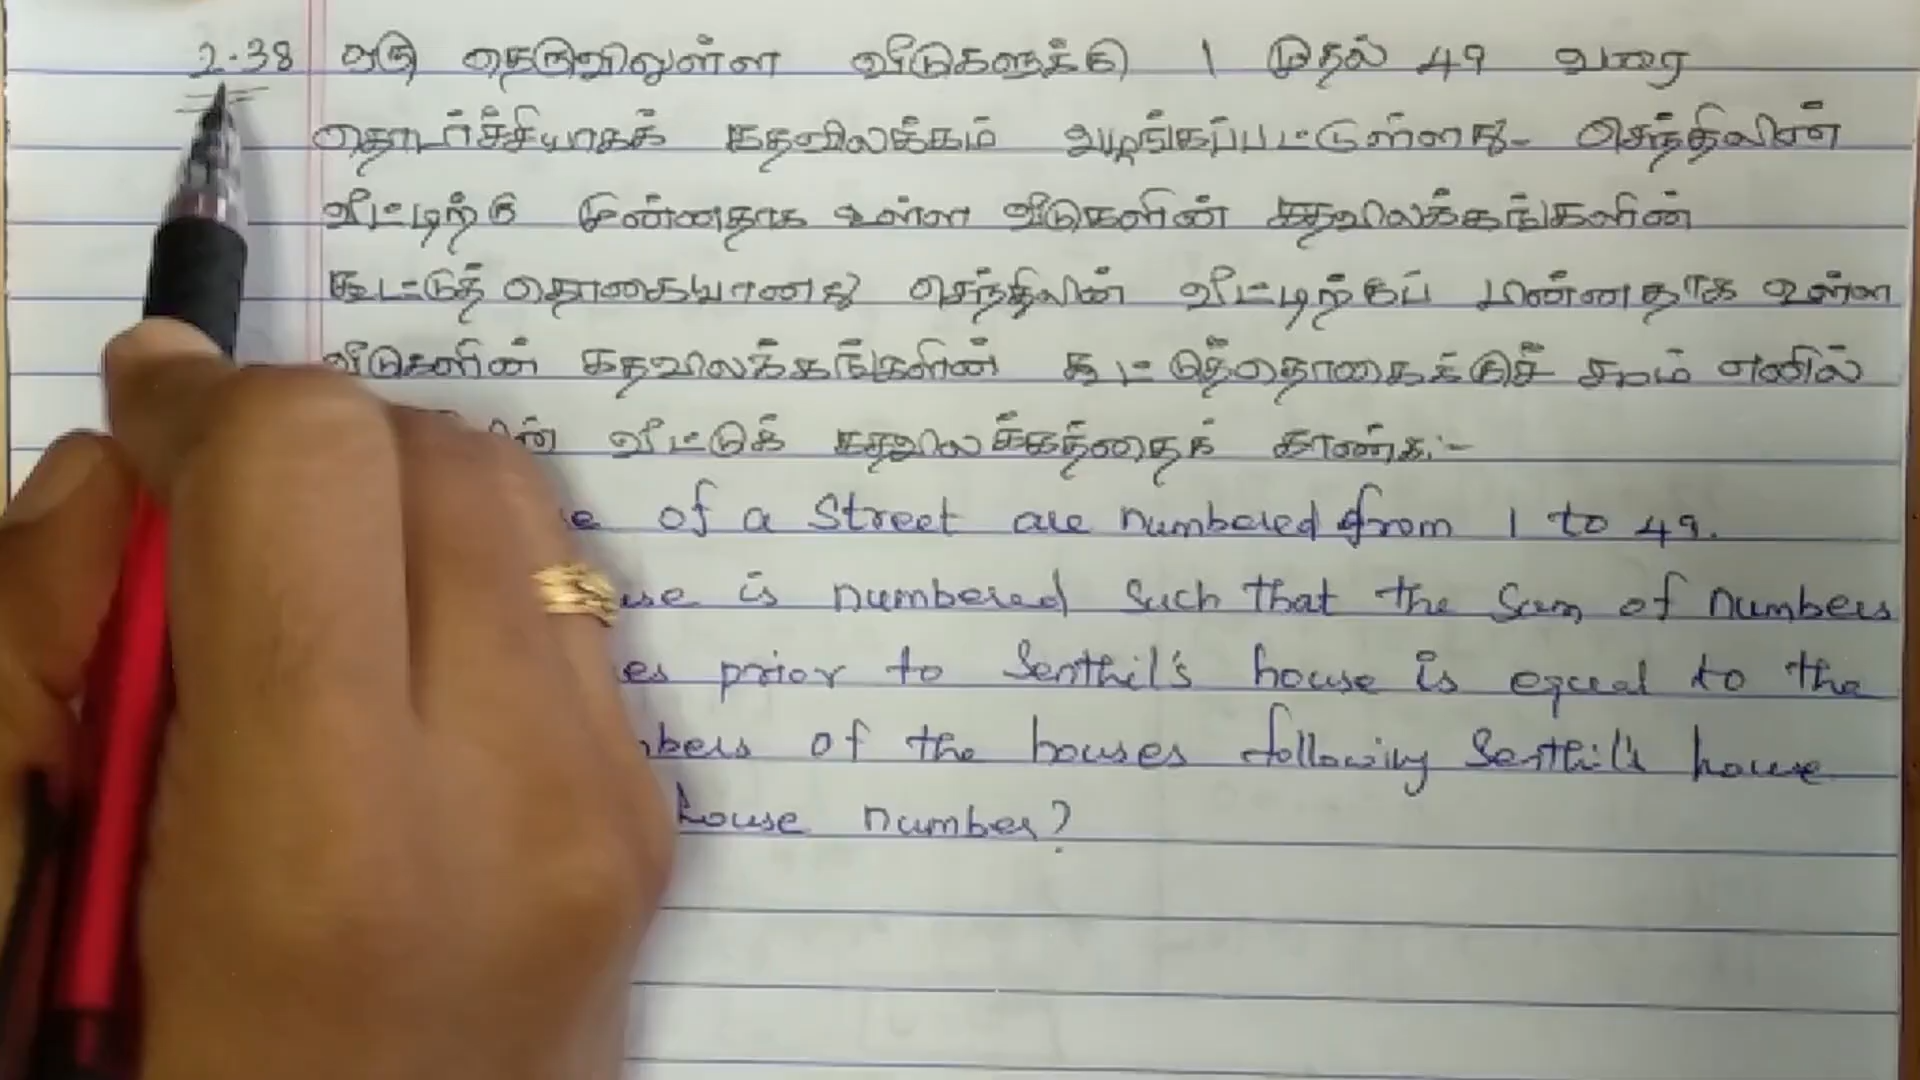 2.38 ஒரு தெருவிலுள்ள வீடுகளுக்கு 1 முதல் 49 வரை
தொடர்ச்சியாகக் கதவிலக்கம் வழங்கப்பட்டுள்ளது. செந்திலின்
வீட்டிற்கு முன்னதாக உள்ள வீடுகளின் கதவிலக்கங்களின்
கூட்டுத் தொகையானது செந்திலின் வீட்டிற்குப் பின்னதாக உள்ள
வீடுகளின் கதவிலக்கங்களின் கூட்டுத்தொகைக்குச் சமம் எனில்
வீட்டுக் கதவிலக்கத்தைக் காண்க:-
of a Street are numbered from 1 to 49.
is numbered Such that the Sum of numbers
prior to Senthil's house is equal to the
of the houses following Senthil's house
house number?